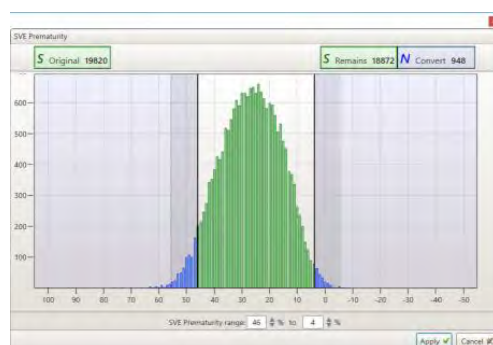 SVE Prematurity
S Original 19820
S Remains 18872 N Convert 948
600
500
400
300
200
100
100 90 80 70 60 50 40 30 20 10 0 -10 -20 -30 -40 -50
SVE Prematurity range: 46 % to: 4 %
Apply Cancel